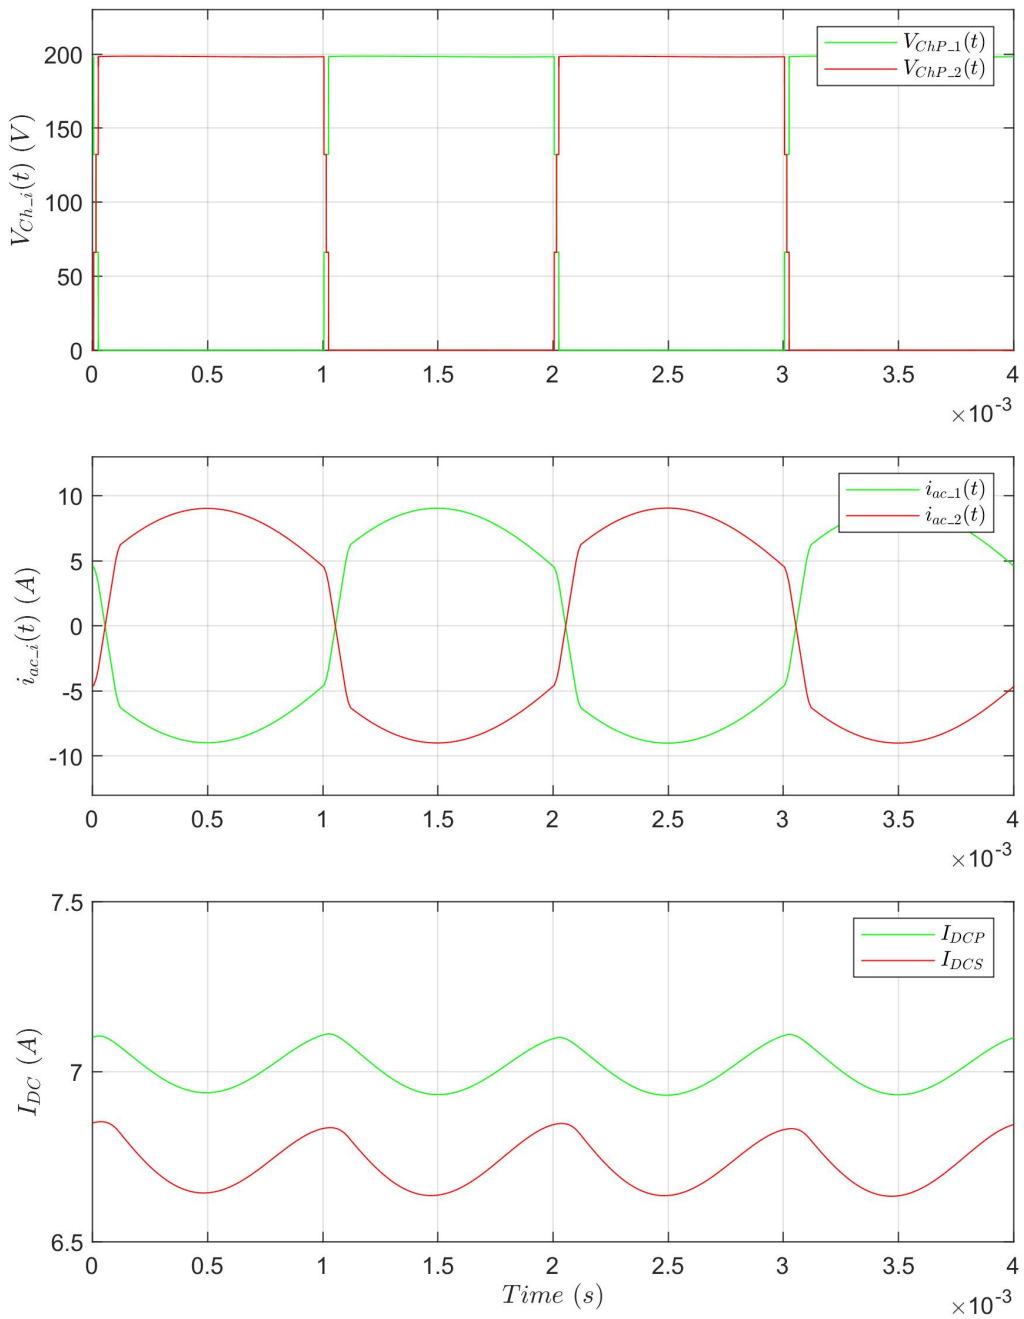 V_{Ch_i}(t) (V)
200
150
100
50
0
V_{ChP_1}(t)
V_{ChP_2}(t)
0 0.5 1 1.5 2 2.5 3 3.5 4
×10^{-3}
i_{ac_i}(t) (A)
10
5
0
-5
-10
i_{ac_1}(t)
i_{ac_2}(t)
0 0.5 1 1.5 2 2.5 3 3.5 4
×10^{-3}
I_{DC} (A)
7.5
7
6.5
I_{DCP}
I_{DCS}
0 0.5 1 1.5 2 2.5 3 3.5 4
Time (s)
×10^{-3}